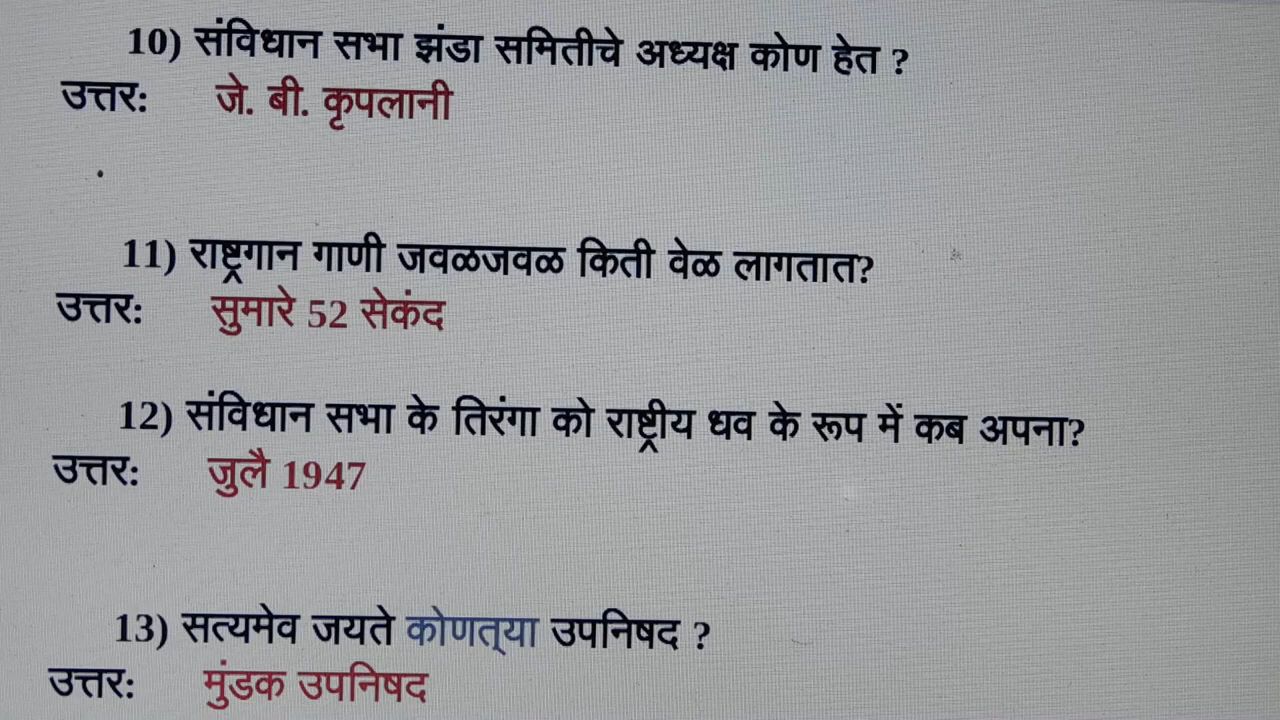 10) संविधान सभा झंडा समितीचे अध्यक्ष कोण हेत ?
उत्तर: जे. बी. कृपलानी
11) राष्ट्रगान गाणी जवळजवळ किती वेळ लागतात?
उत्तर: सुमारे 52 सेकंद
12) संविधान सभा के तिरंगा को राष्ट्रीय धव के रूप में कब अपना?
उत्तर: जुलै 1947
13) सत्यमेव जयते कोणत्‌या उपनिषद ?
उत्तर: मुंडक उपनिषद